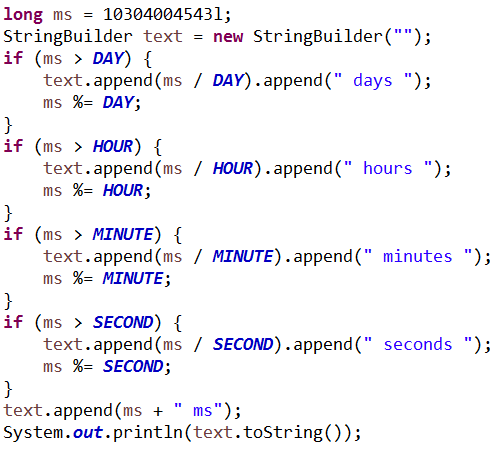 long ms = 10304004543l;
StringBuilder text = new StringBuilder("");
if (ms > DAY) {
    text.append(ms / DAY).append(" days ");
    ms %= DAY;
}
if (ms > HOUR) {
    text.append(ms / HOUR).append(" hours ");
    ms %= HOUR;
}
if (ms > MINUTE) {
    text.append(ms / MINUTE).append(" minutes ");
    ms %= MINUTE;
}
if (ms > SECOND) {
    text.append(ms / SECOND).append(" seconds ");
    ms %= SECOND;
}
text.append(ms + " ms");
System.out.println(text.toString());